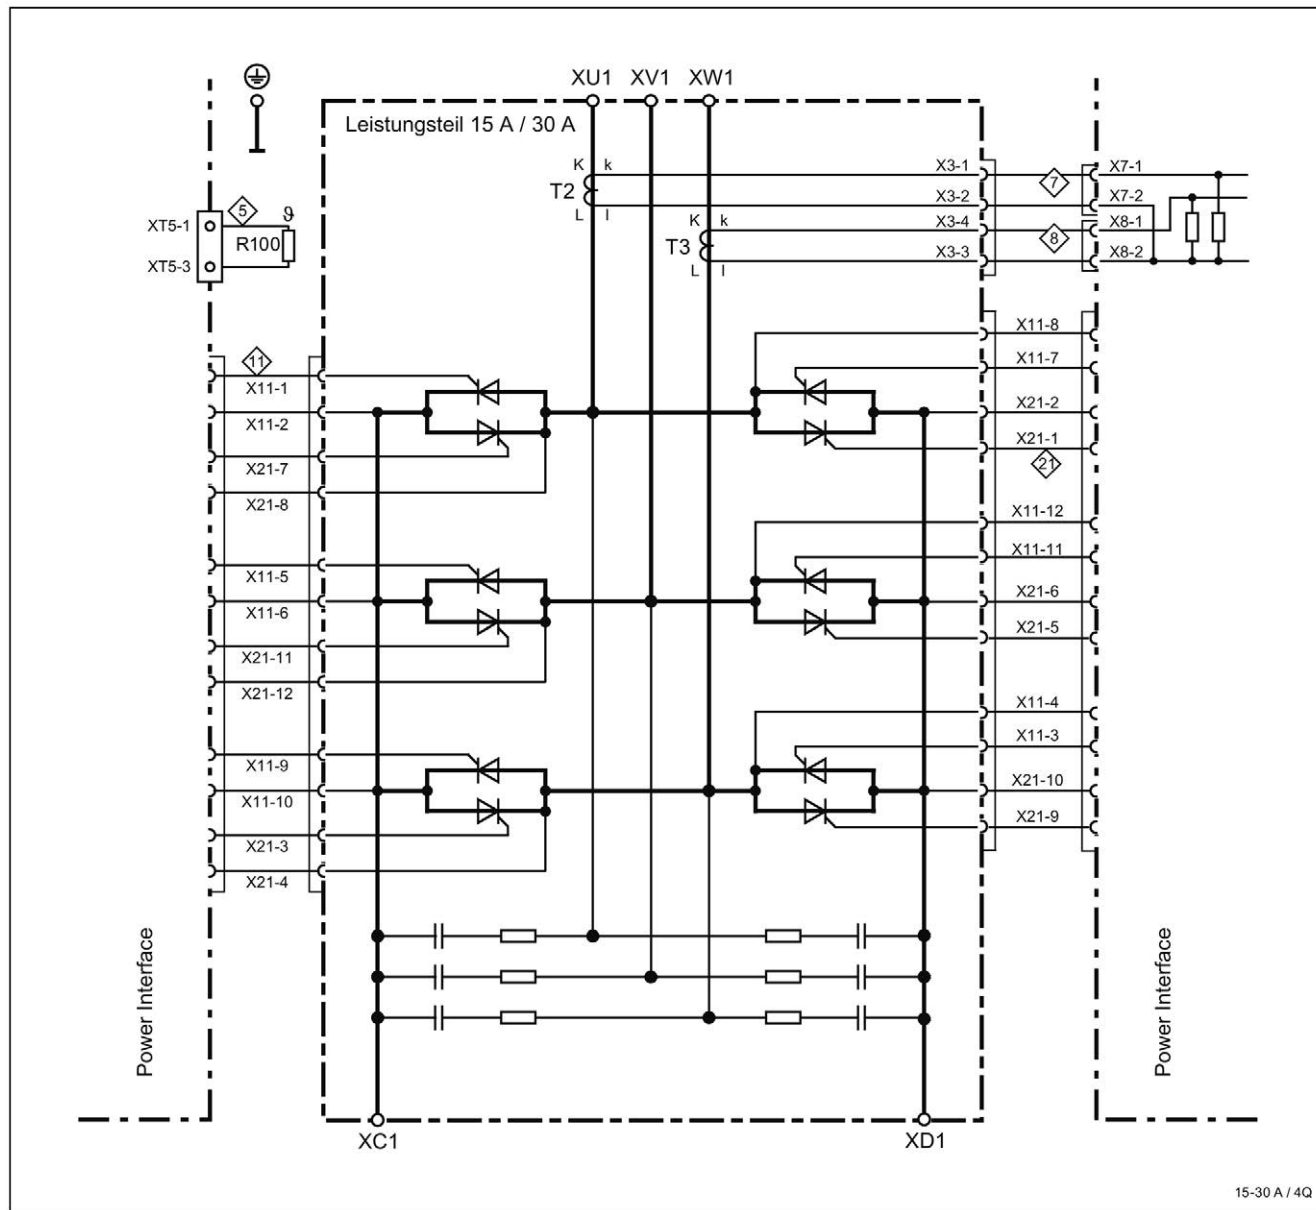 XU1 XV1 XW1
Leistungsteil 15 A / 30 A
K k
T2
L l
K k
T3
L l
X3-1
X3-2
X3-4
X3-3
7
8
X7-1
X7-2
X8-1
X8-2
5
ϑ
XT5-1
R100
XT5-3
11
X11-1
X11-2
X21-7
X21-8
X11-5
X11-6
X21-11
X21-12
X11-9
X11-10
X21-3
X21-4
X11-8
X11-7
X21-2
X21-1
21
X11-12
X11-11
X21-6
X21-5
X11-4
X11-3
X21-10
X21-9
Power Interface
Power Interface
XC1
XD1
15-30 A / 4Q